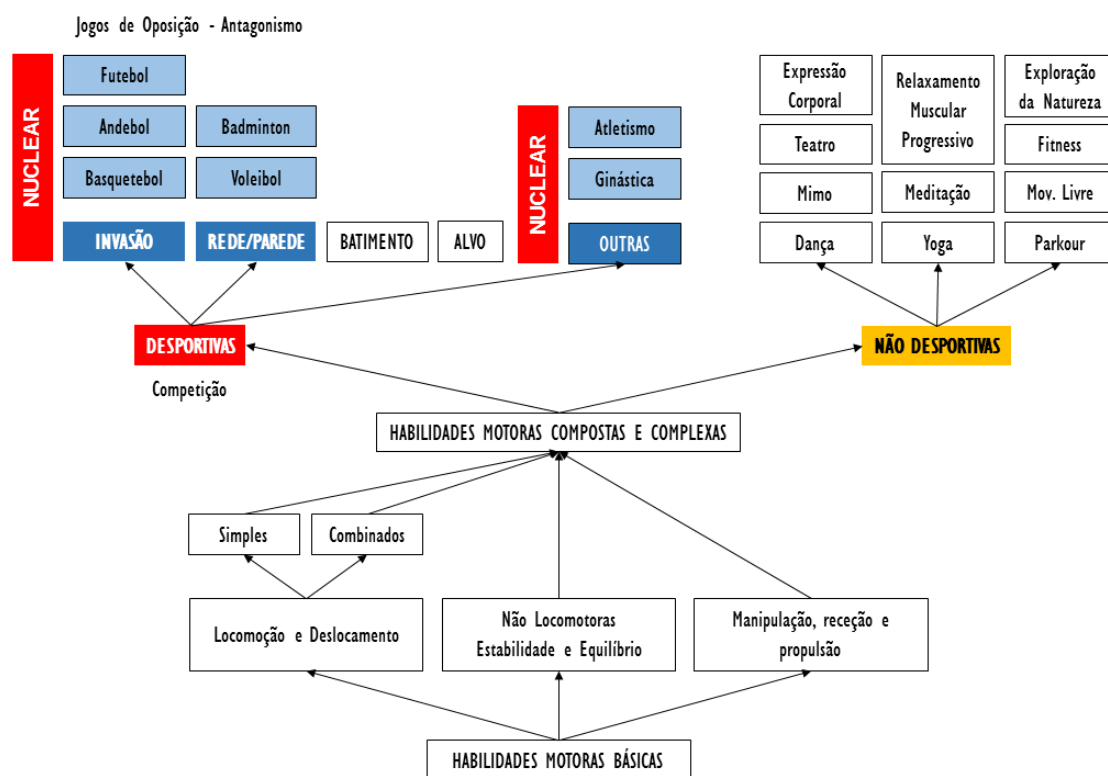 Jogos de Oposição - Antagonismo
NUCLEAR
Futebol
Andebol
Badminton
Basquetebol
Voleibol
INVASÃO
REDE/PAREDE
BATIMENTO
ALVO
NUCLEAR
Atletismo
Ginástica
OUTRAS
Expressão
Corporal
Relaxamento
Muscular
Progressivo
Exploração
da Natureza
Teatro
Fitness
Mimo
Meditação
Mov. Livre
Dança
Yoga
Parkour
DESPORTIVAS
NÃO DESPORTIVAS
Competição
HABILIDADES MOTORAS COMPOSTAS E COMPLEXAS
Simples
Combinados
Locomoção e Deslocamento
Não Locomotoras
Estabilidade e Equilíbrio
Manipulação, receção e
propulsão
HABILIDADES MOTORAS BÁSICAS